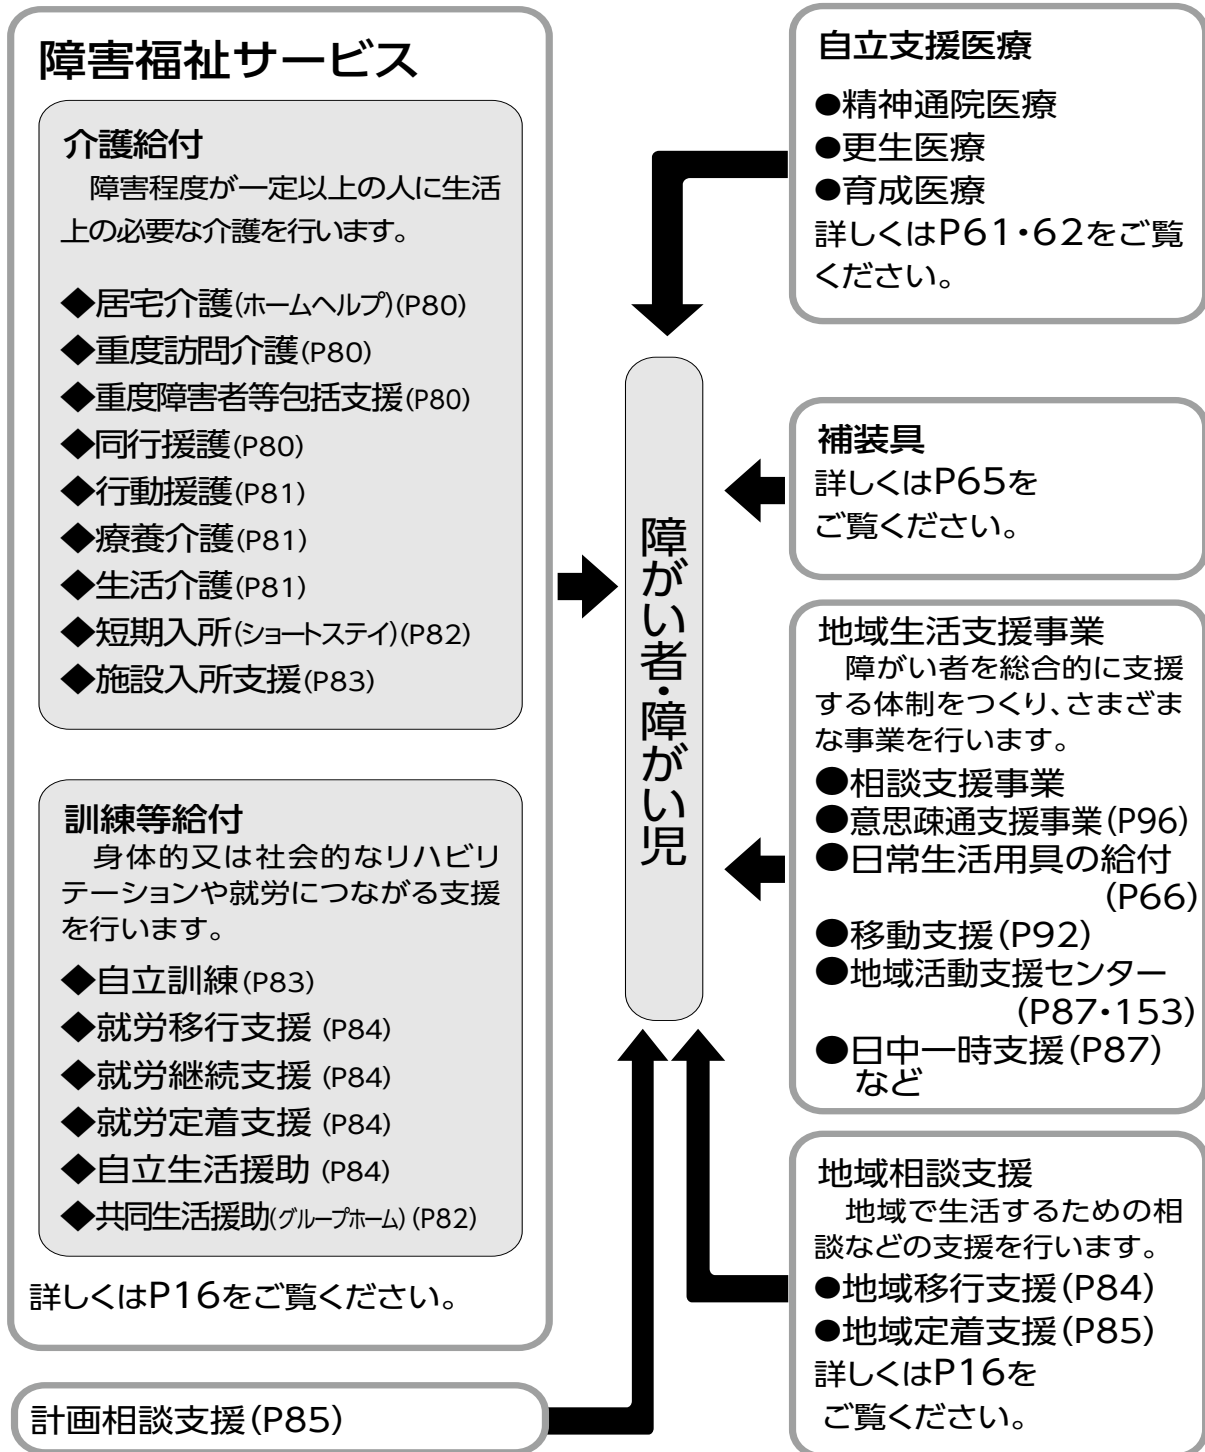 障害福祉サービス
介護給付
　障害程度が一定以上の人に生活
上の必要な介護を行います。
◆居宅介護(ホームヘルプ)(P80)
◆重度訪問介護(P80)
◆重度障害者等包括支援(P80)
◆同行援護(P80)
◆行動援護(P81)
◆療養介護(P81)
◆生活介護(P81)
◆短期入所(ショートステイ)(P82)
◆施設入所支援(P83)
訓練等給付
　身体的又は社会的なリハビリ
テーションや就労につながる支援
を行います。
◆自立訓練(P83)
◆就労移行支援 (P84)
◆就労継続支援 (P84)
◆就労定着支援 (P84)
◆自立生活援助 (P84)
◆共同生活援助(グループホーム) (P82)
詳しくはP16をご覧ください。
計画相談支援(P85)
障がい者・障がい児
自立支援医療
●精神通院医療
●更生医療
●育成医療
詳しくはP61・62をご覧
ください。
補装具
詳しくはP65を
ご覧ください。
地域生活支援事業
　障がい者を総合的に支援
する体制をつくり、さまざま
な事業を行います。
●相談支援事業
●意思疎通支援事業(P96)
●日常生活用具の給付
(P66)
●移動支援(P92)
●地域活動支援センター
(P87・153)
●日中一時支援(P87)
など
地域相談支援
　地域で生活するための相
談などの支援を行います。
●地域移行支援(P84)
●地域定着支援(P85)
詳しくはP16を
ご覧ください。